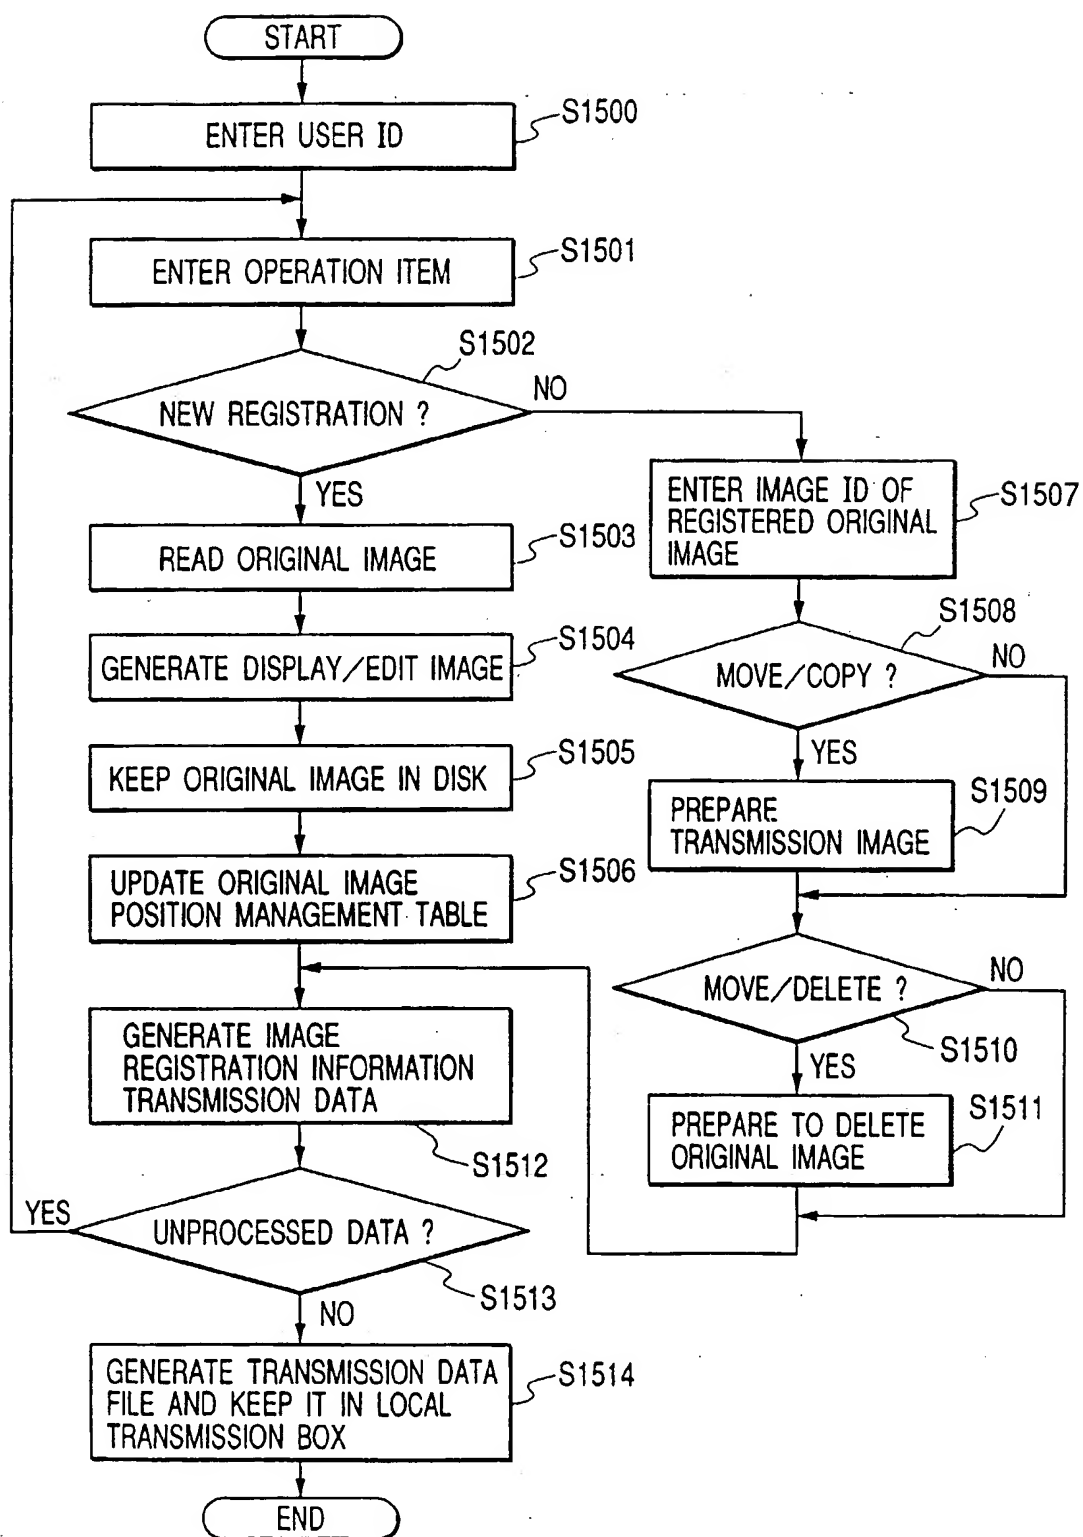 START
ENTER USER ID
S1500
ENTER OPERATION ITEM
S1501
S1502
NEW REGISTRATION ?
NO
YES
READ ORIGINAL IMAGE
S1503
GENERATE DISPLAY/EDIT IMAGE
S1504
KEEP ORIGINAL IMAGE IN DISK
S1505
UPDATE ORIGINAL IMAGE
POSITION MANAGEMENT TABLE
S1506
ENTER IMAGE ID OF
REGISTERED ORIGINAL
IMAGE
S1507
S1508
MOVE/COPY ?
NO
YES
PREPARE
TRANSMISSION IMAGE
S1509
MOVE/DELETE ?
NO
S1510
YES
PREPARE TO DELETE
ORIGINAL IMAGE
S1511
GENERATE IMAGE
REGISTRATION INFORMATION
TRANSMISSION DATA
S1512
YES
UNPROCESSED DATA ?
S1513
NO
GENERATE TRANSMISSION DATA
FILE AND KEEP IT IN LOCAL
TRANSMISSION BOX
S1514
END